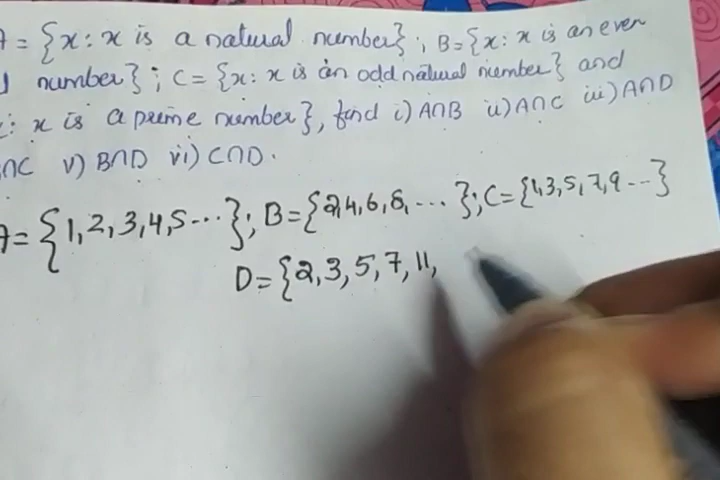 A = {x : x is a natural number} ; B = {x : x is an even
number} ; C = {x : x is an odd natural number} and
: x is a prime number}, find i) A∩B ii) A∩C iii) A∩D
∩C v) B∩D vi) C∩D.
A = {1, 2, 3, 4, 5 ...} ; B = {2, 4, 6, 8, ... } ; C = {1, 3, 5, 7, 9 ...}
D = {2, 3, 5, 7, 11,